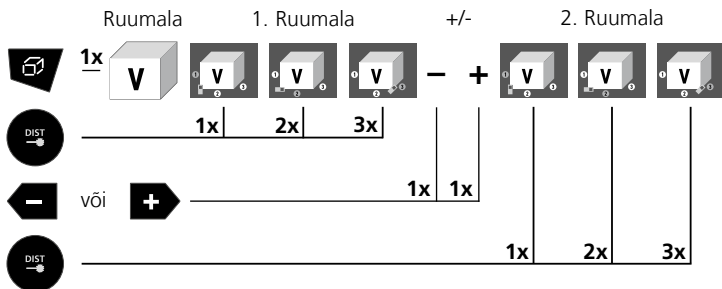 Ruumala 1. Ruumala +/- 2. Ruumala
1x V V V V – + V V V
DIST 1x 2x 3x
– või + 1x 1x
DIST 1x 2x 3x